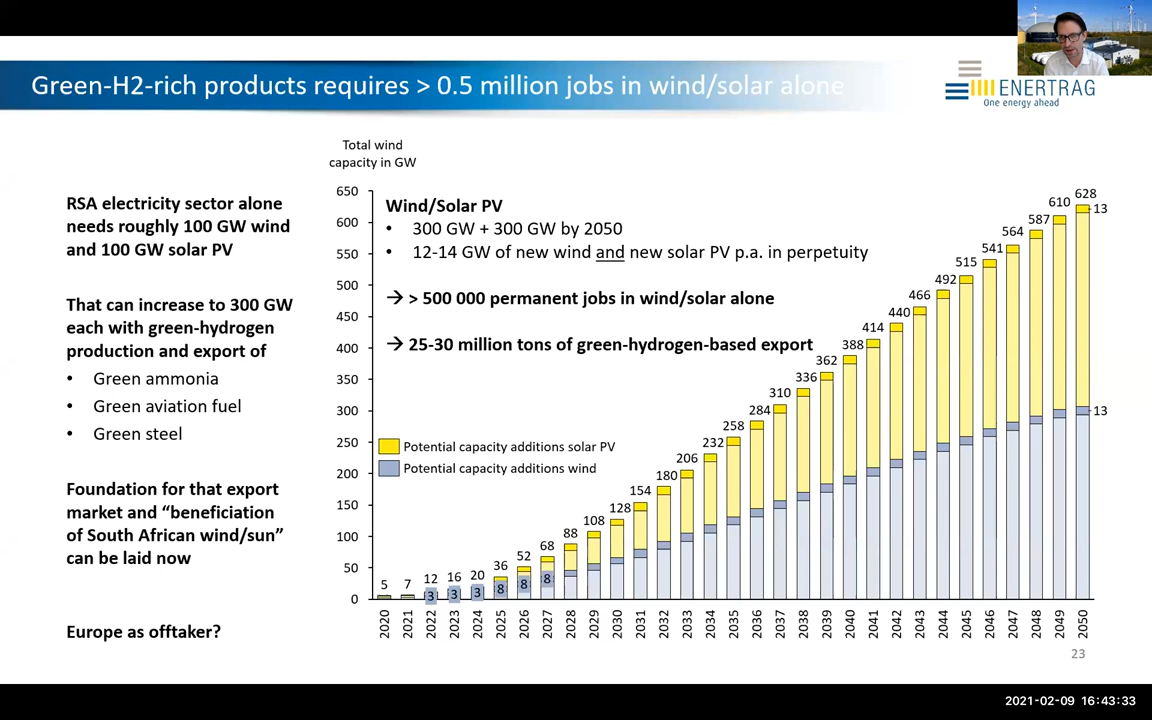 Green-H2-rich products requires > 0.5 million jobs in wind/solar alone
ENERTRAG
One energy ahead
RSA electricity sector alone
needs roughly 100 GW wind
and 100 GW solar PV
That can increase to 300 GW
each with green-hydrogen
production and export of
• Green ammonia
• Green aviation fuel
• Green steel
Foundation for that export
market and “beneficiation
of South African wind/sun”
can be laid now
Europe as offtaker?
Total wind
capacity in GW
650
600
550
500
450
400
350
300
250
200
150
100
50
0
Wind/Solar PV
• 300 GW + 300 GW by 2050
• 12-14 GW of new wind and new solar PV p.a. in perpetuity
→ > 500 000 permanent jobs in wind/solar alone
→ 25-30 million tons of green-hydrogen-based export
Potential capacity additions solar PV
Potential capacity additions wind
5 7 12 16 20 36 52 68 88 108 128 154 180 206 232 258 284 310 336 362 388 414 440 466 492 515 541 564 587 610 628
13
13
3 3 3 8 8 8
2020 2021 2022 2023 2024 2025 2026 2027 2028 2029 2030 2031 2032 2033 2034 2035 2036 2037 2038 2039 2040 2041 2042 2043 2044 2045 2046 2047 2048 2049 2050
23
2021-02-09 16:43:33